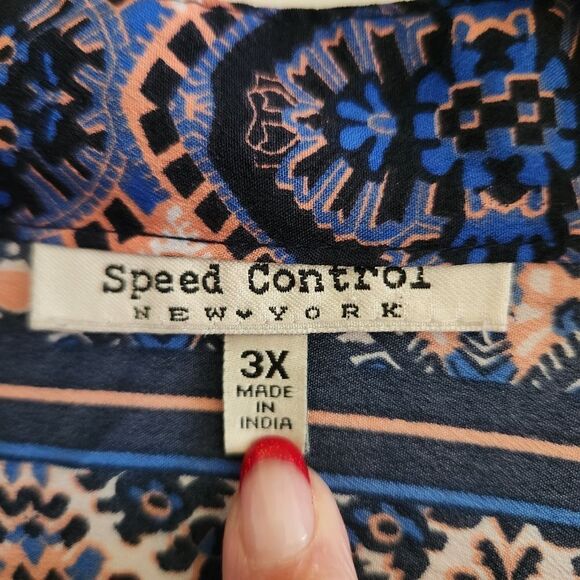 Speed Control
NEW♥YORK
3X
MADE
IN
INDIA